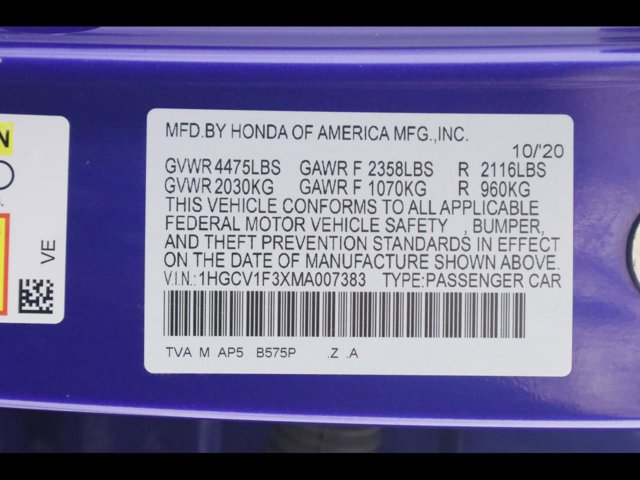 MFD.BY HONDA OF AMERICA MFG.,INC.
10/'20
GVWR 4475LBS GAWR F 2358LBS R 2116LBS
GVWR 2030KG GAWR F 1070KG R 960KG
THIS VEHICLE CONFORMS TO ALL APPLICABLE
FEDERAL MOTOR VEHICLE SAFETY , BUMPER,
AND THEFT PREVENTION STANDARDS IN EFFECT
ON THE DATE OF MANUFACTURE SHOWN ABOVE.
V.I.N.:1HGCV1F3XMA007383 TYPE:PASSENGER CAR
TVA M AP5 B575P .Z .A
VE